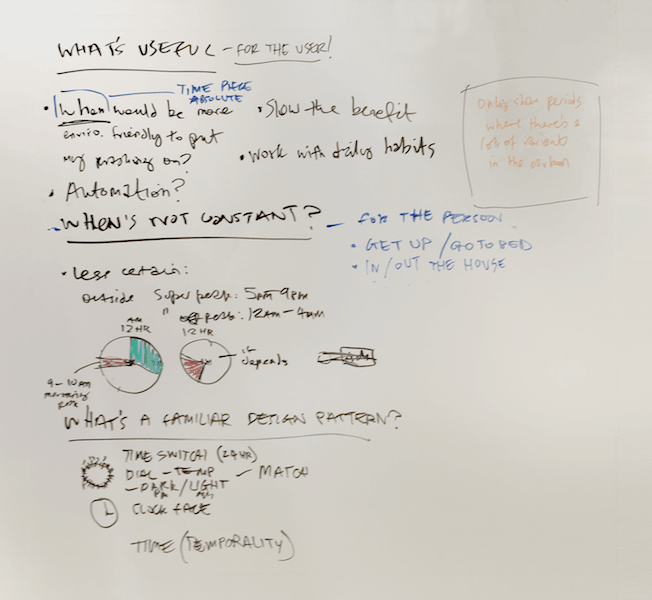 WHAT'S USEFUL - FOR THE USER!
TIME PIECE
ABSOLUTE
• When would be more
enviro. friendly to put
my washing on?
• Automation?
• Slow the benefit
• Work with daily habits
Only show periods
where there's a
lot of
in the carbon
WHEN'S NOT CONSTANT?
- FOR THE PERSON
• GET UP / GO TO BED
• IN / OUT THE HOUSE
• Less certain:
outside super peak: 5AM 9PM
" peak: 12AM - 4AM
AM
12HR
12HR
it
depends
9-10AM
morning
peak
WHAT'S A FAMILIAR DESIGN PATTERN?
TIME SWITCH (24HR)
DIAL - TEMP - MATCH
- DARK / LIGHT
PM AM
CLOCK FACE
TIME (TEMPORALITY)